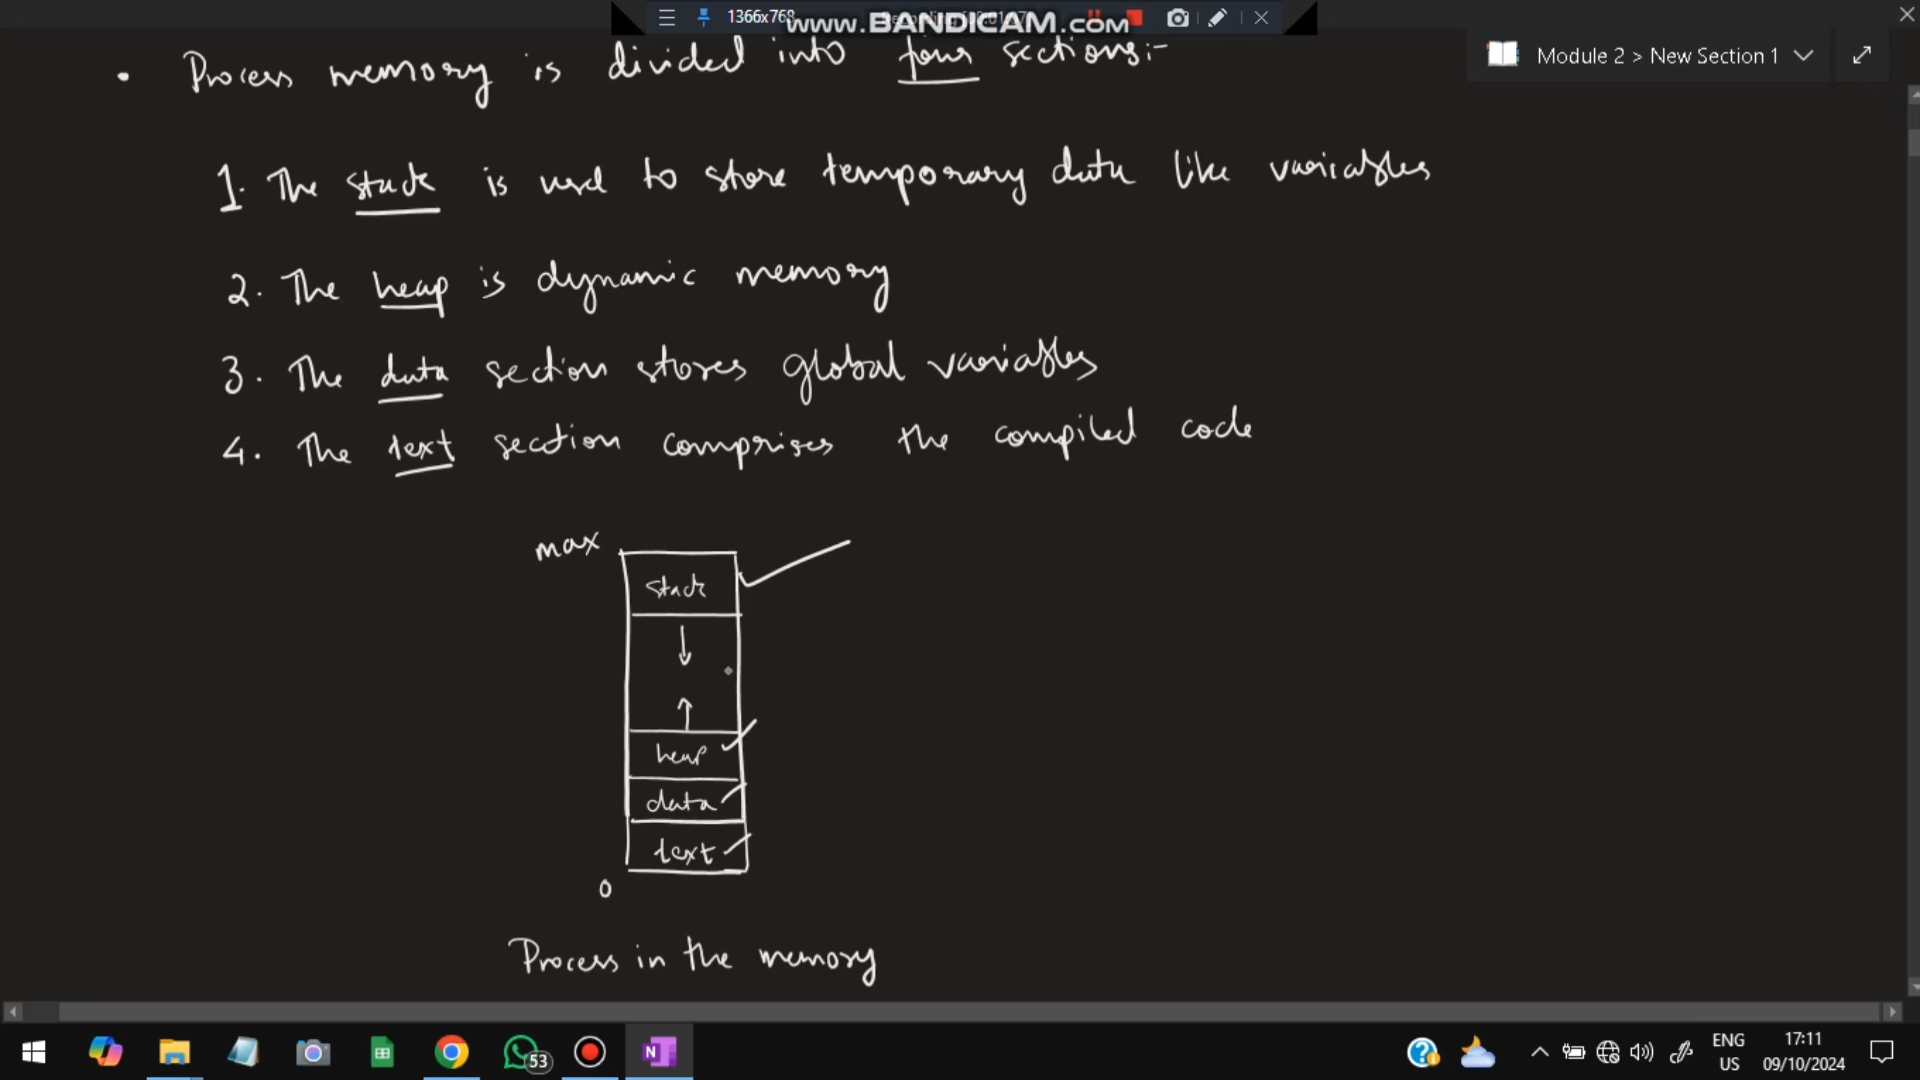 1366x768
www.BANDICAM.com
Module 2 > New Section 1
• Process memory is divided into four sections:-
1. The stack is used to store temporary data like variables
2. The heap is dynamic memory
3. The data section stores global variables
4. The text section comprises the compiled code
max
stack
heap
data
text
0
Process in the memory
53
N
ENG
US
17:11
09/10/2024